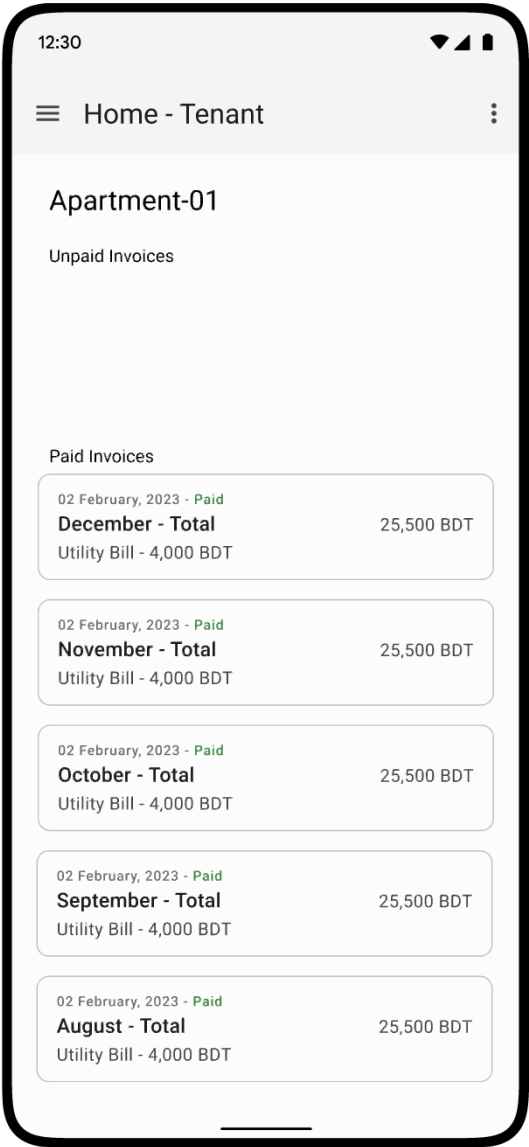 12:30
Home - Tenant
Apartment-01
Unpaid Invoices
Paid Invoices
02 February, 2023 - Paid
December - Total 25,500 BDT
Utility Bill - 4,000 BDT
02 February, 2023 - Paid
November - Total 25,500 BDT
Utility Bill - 4,000 BDT
02 February, 2023 - Paid
October - Total 25,500 BDT
Utility Bill - 4,000 BDT
02 February, 2023 - Paid
September - Total 25,500 BDT
Utility Bill - 4,000 BDT
02 February, 2023 - Paid
August - Total 25,500 BDT
Utility Bill - 4,000 BDT